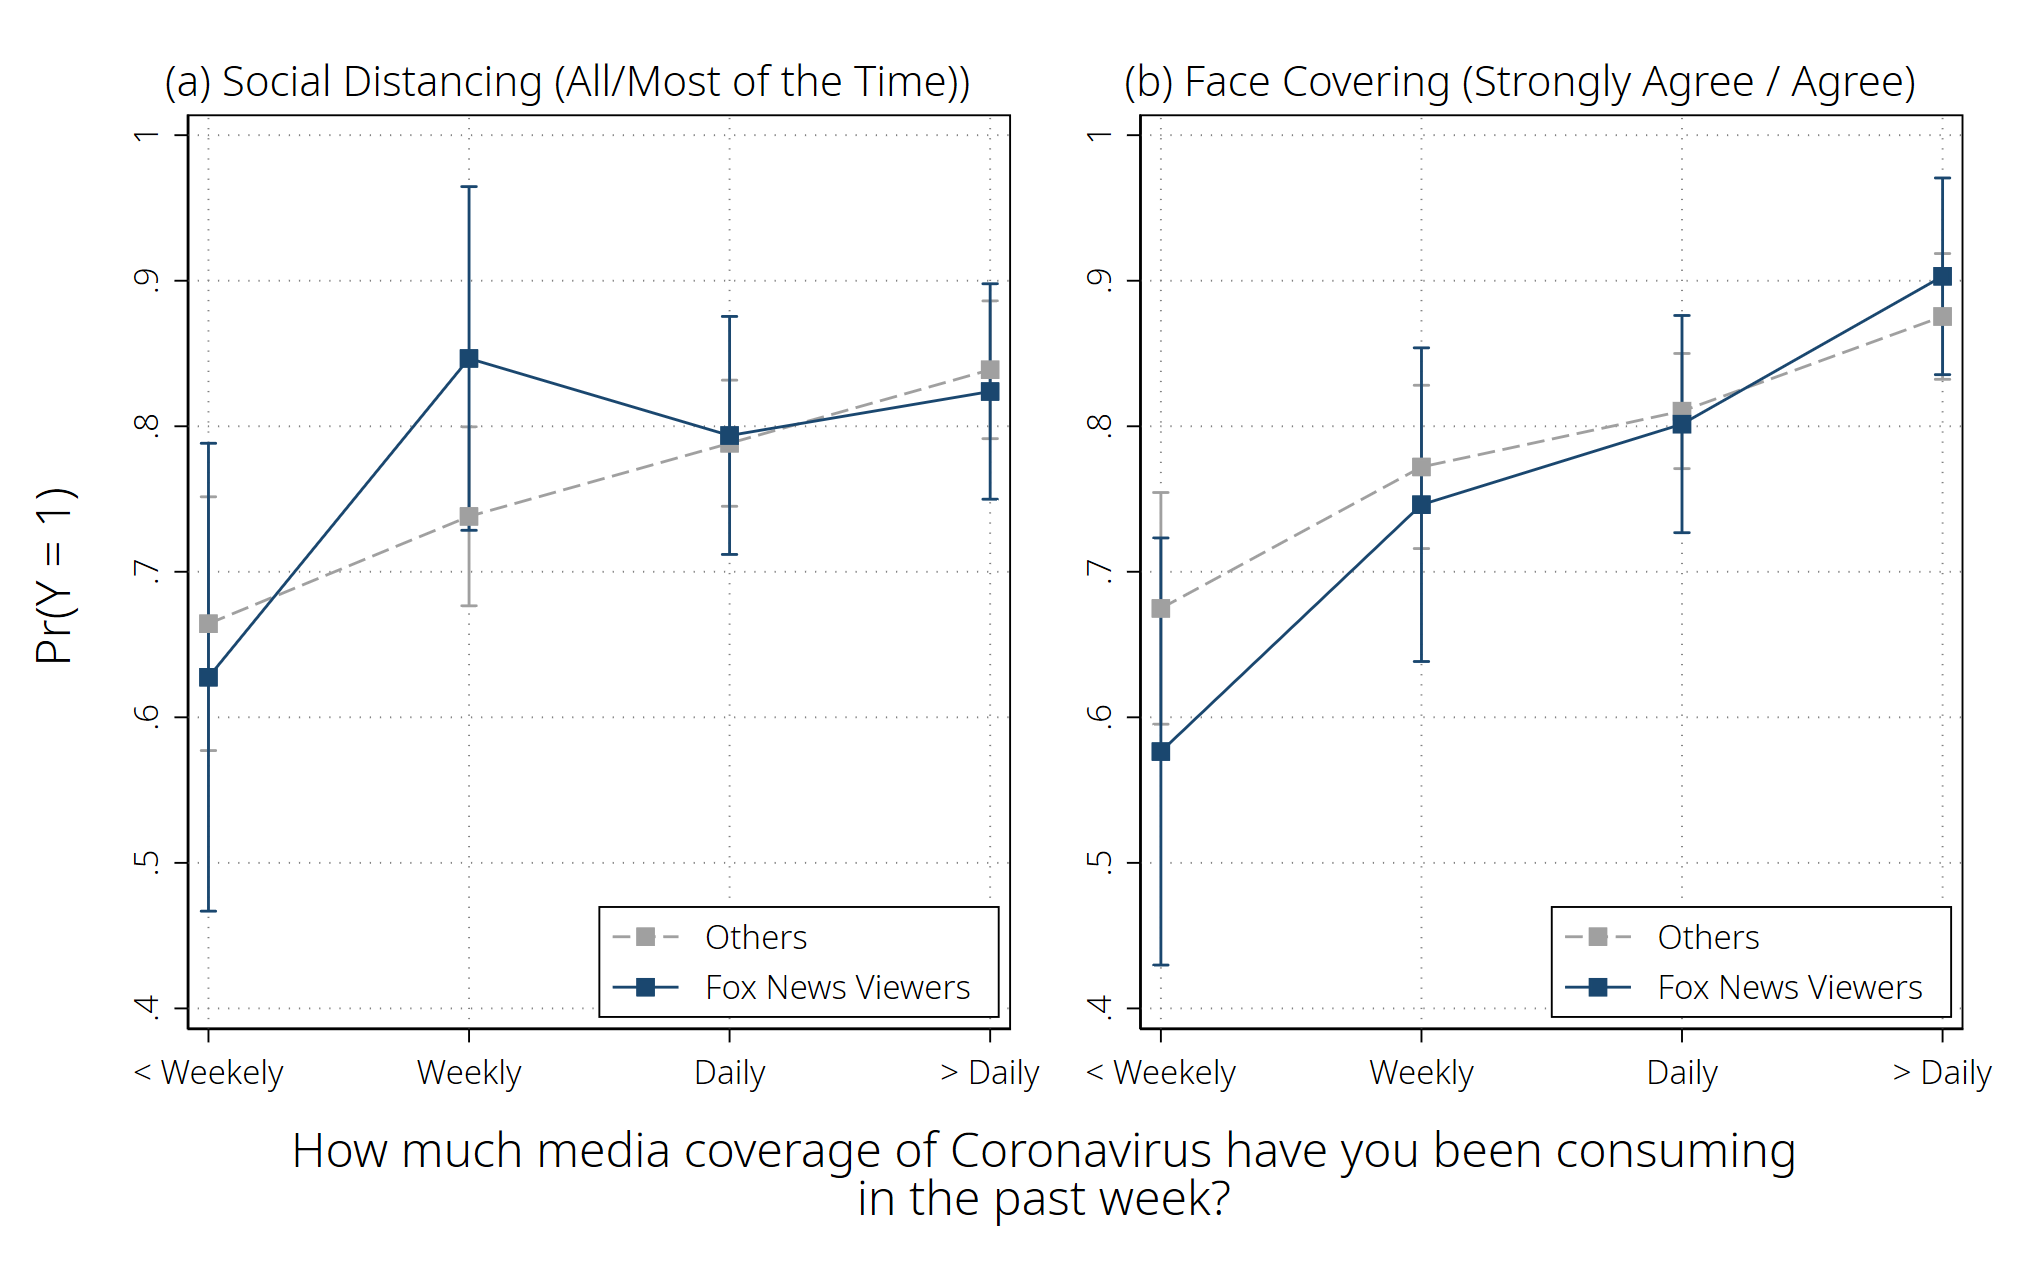 (a) Social Distancing (All/Most of the Time))
1
.9
.8
.7
.6
.5
.4
Pr(Y = 1)
Others
Fox News Viewers
< Weekely
Weekly
Daily
> Daily
(b) Face Covering (Strongly Agree / Agree)
1
.9
.8
.7
.6
.5
.4
Others
Fox News Viewers
< Weekely
Weekly
Daily
> Daily
How much media coverage of Coronavirus have you been consuming
in the past week?